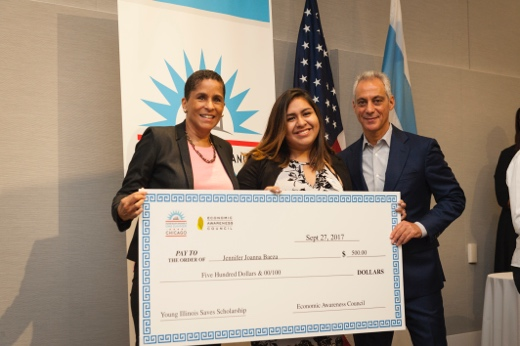 CHICAGO
ECONOMIC
AWARENESS
COUNCIL
Sept 27, 2017
PAY TO
THE ORDER OF Jennifer Joanna Baeza $ 500.00
Five Hundred Dollars & 00/100 DOLLARS
Young Illinois Saves Scholarship Economic Awareness Council